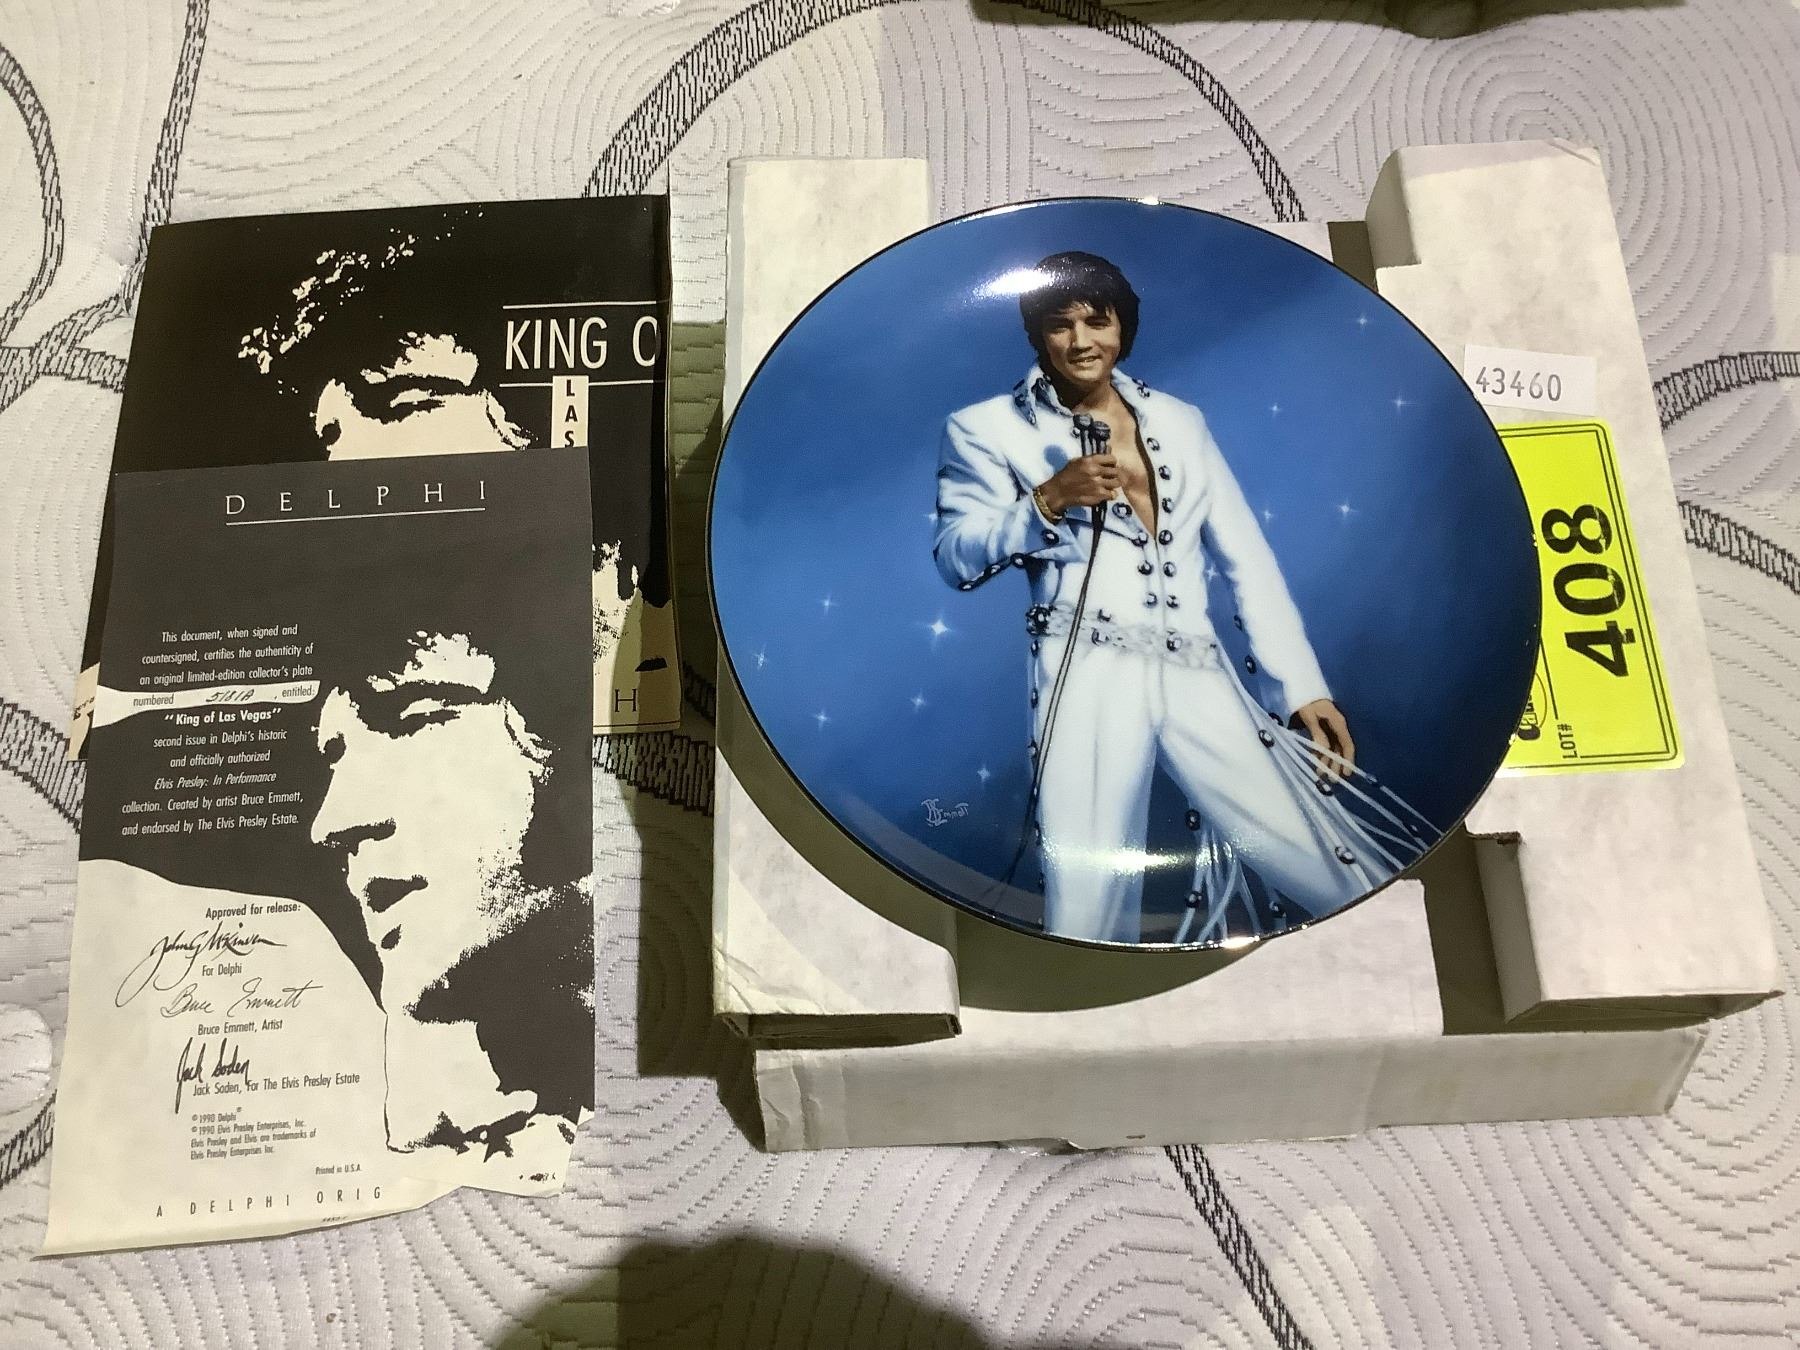 KING O
L
A
S
H
DELPHI
This document, when signed and
countersigned, certifies the authenticity of
an original limited-edition collector's plate
numbered 5181A , entitled:
"King of Las Vegas"
second issue in Delphi's historic
and officially authorized
Elvis Presley: In Performance
collection. Created by artist Bruce Emmett,
and endorsed by The Elvis Presley Estate.
Approved for release:
For Delphi
Bruce Emmett
Bruce Emmett, Artist
Jack Soden
Jack Soden, For The Elvis Presley Estate
© 1990 Delphi®
© 1990 Elvis Presley Enterprises, Inc.
Elvis Presley and Elvis are trademarks of
Elvis Presley Enterprises Inc.
Printed in U.S.A.
A DELPHI ORIG
BEmmett
43460
408
LOT#